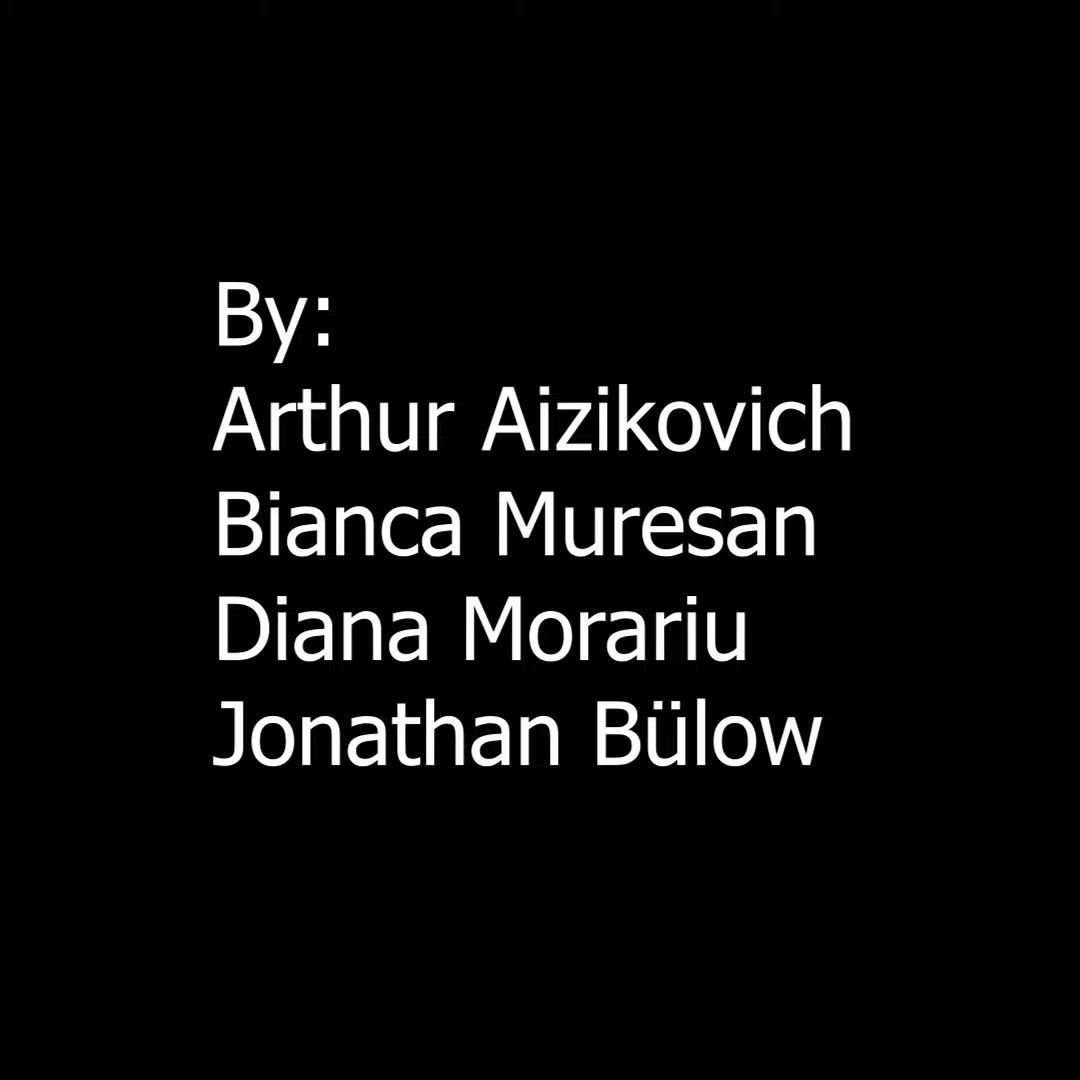 By:
Arthur Aizikovich
Bianca Muresan
Diana Morariu
Jonathan Bülow